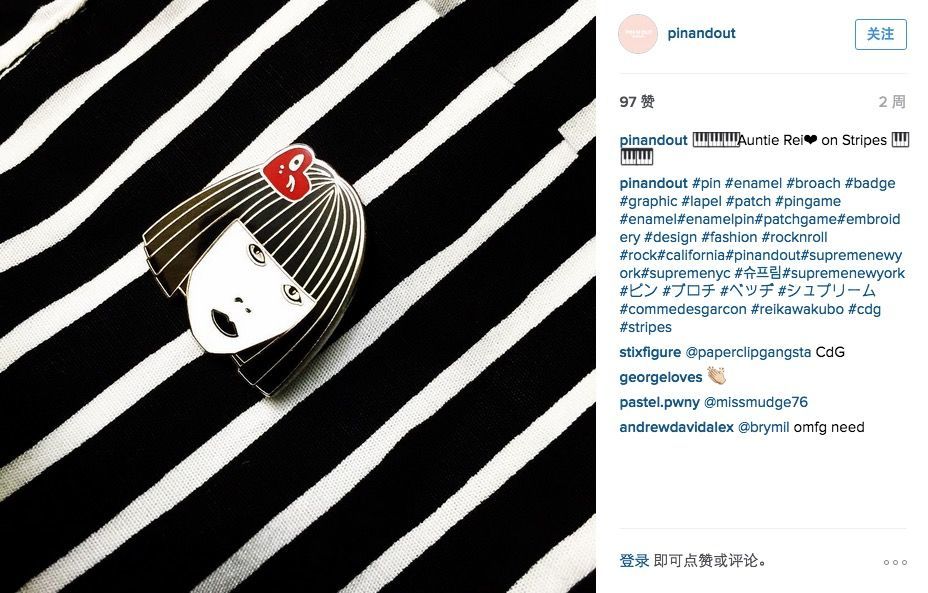 pinandout
关注
97 赞
2 周
pinandout 🎹🎹🎹Auntie Rei❤ on Stripes 🎹
🎹🎹
pinandout #pin #enamel #broach #badge
#graphic #lapel #patch #pingame
#enamel#enamelpin#patchgame#embroid
ery #design #fashion #rocknroll
#rock#california#pinandout#supremenewy
ork#supremenyc #슈프림#supremenewyork
#ピン #ブロチ #ベッヂ #シュプリーム
#commedesgarcon #reikawakubo #cdg
#stripes
stixfigure @paperclipgangsta CdG
georgeloves 👏
pastel.pwny @missmudge76
andrewdavidalex @brymil omfg need
登录 即可点赞或评论。